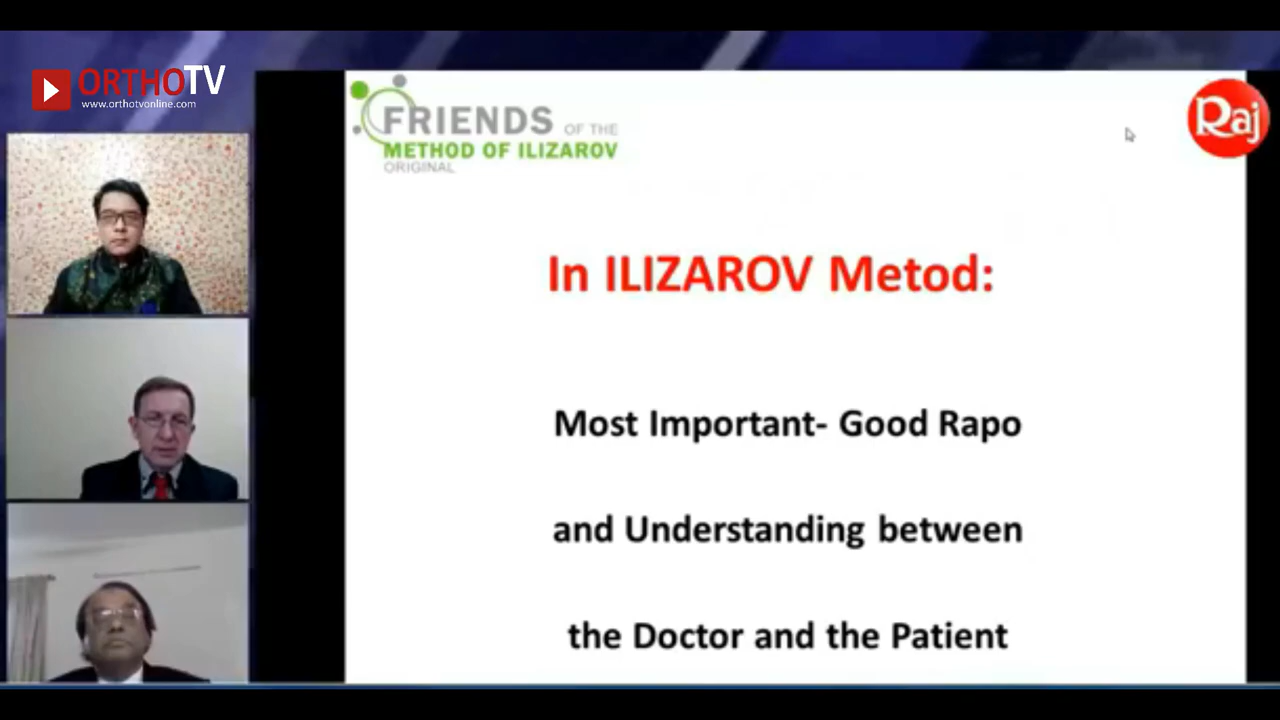 ORTHOTV
www.orthotvonline.com
FRIENDS OF THE
METHOD OF ILIZAROV
ORIGINAL
Raj
In ILIZAROV Metod:
Most Important- Good Rapo
and Understanding between
the Doctor and the Patient